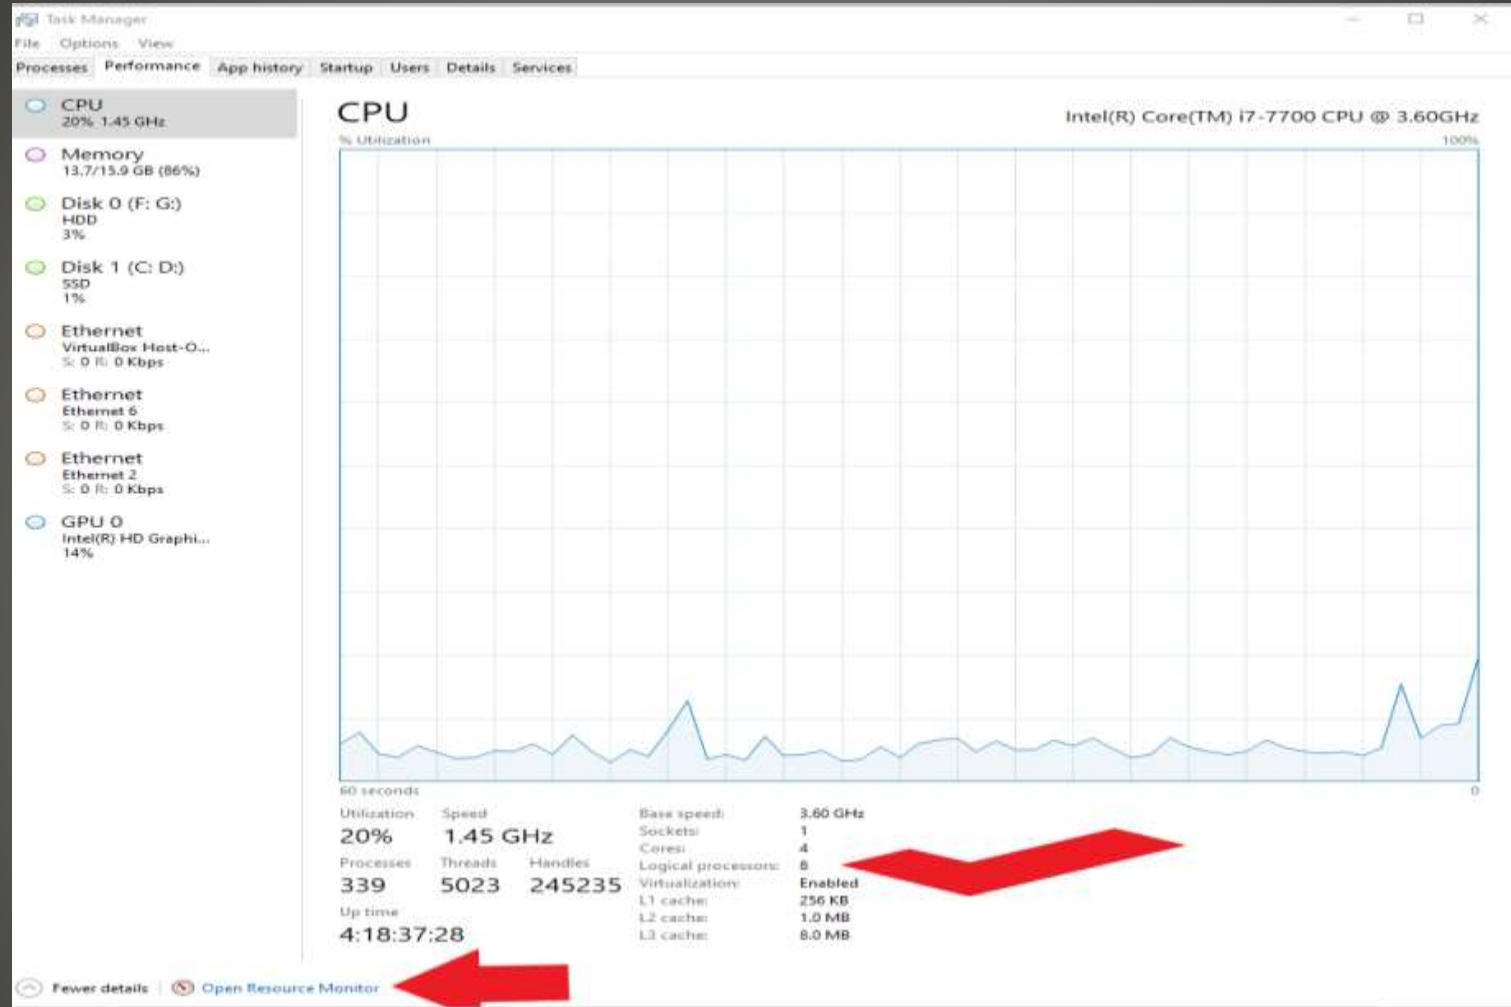 Task Manager
File Options View
Processes Performance App history Startup Users Details Services
CPU
20% 1.45 GHz
Memory
13.7/15.9 GB (86%)
Disk 0 (F: G:)
HDD
3%
Disk 1 (C: D:)
SSD
1%
Ethernet
VirtualBox Host-O...
S: 0 R: 0 Kbps
Ethernet
Ethernet 6
S: 0 R: 0 Kbps
Ethernet
Ethernet 2
S: 0 R: 0 Kbps
GPU 0
Intel(R) HD Graphi...
14%
CPU Intel(R) Core(TM) i7-7700 CPU @ 3.60GHz
% Utilization 100%
60 seconds 0
Utilization Speed
20% 1.45 GHz
Processes Threads Handles
339 5023 245235
Up time
4:18:37:28
Base speed: 3.60 GHz
Sockets: 1
Cores: 4
Logical processors: 8
Virtualization: Enabled
L1 cache: 256 KB
L2 cache: 1.0 MB
L3 cache: 8.0 MB
Fewer details Open Resource Monitor